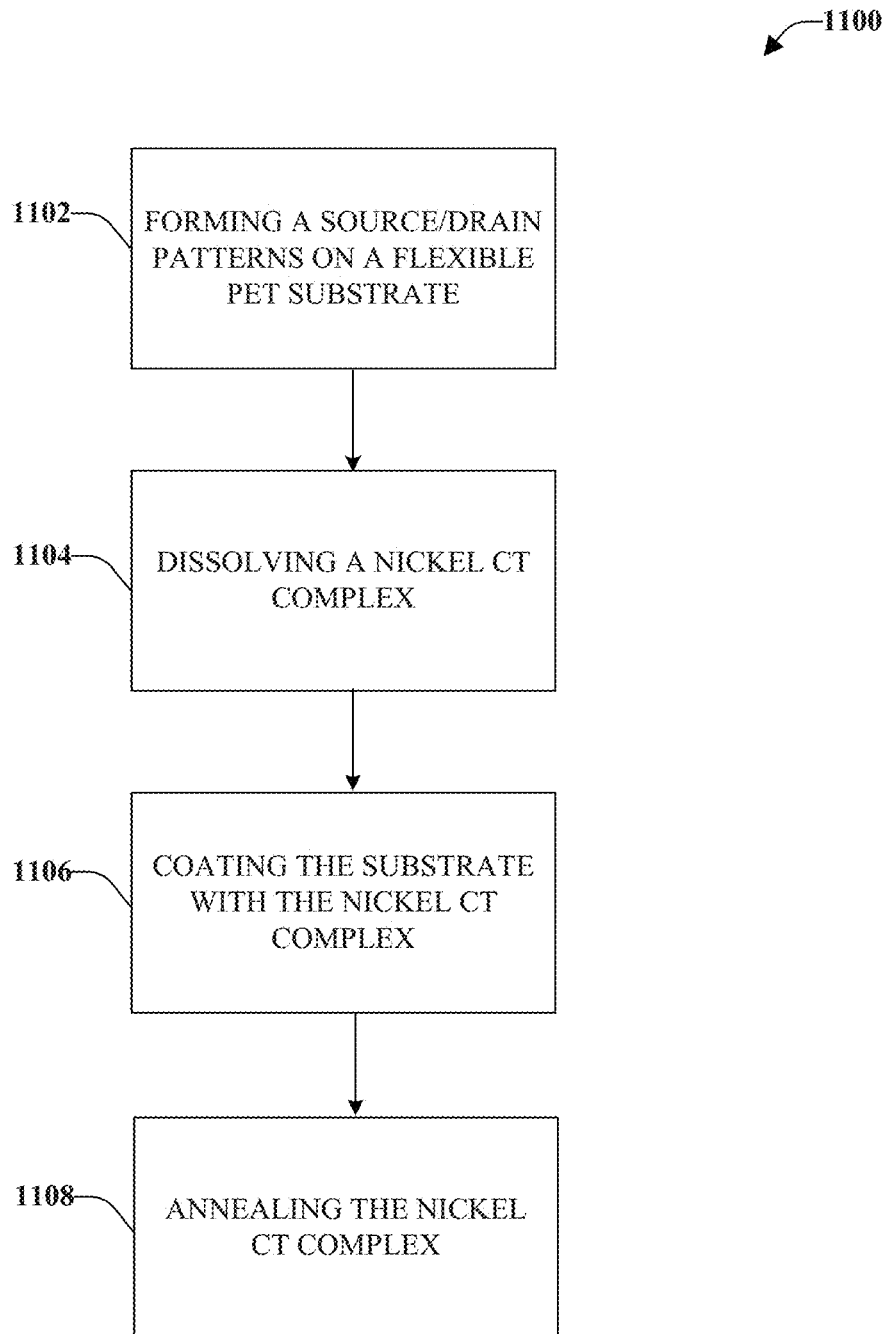 1100
1102
FORMING A SOURCE/DRAIN
PATTERNS ON A FLEXIBLE
PET SUBSTRATE
1104
DISSOLVING A NICKEL CT
COMPLEX
1106
COATING THE SUBSTRATE
WITH THE NICKEL CT
COMPLEX
1108
ANNEALING THE NICKEL
CT COMPLEX